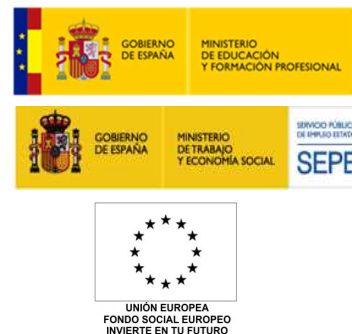 GOBIERNO
DE ESPAÑA
MINISTERIO
DE EDUCACIÓN
Y FORMACIÓN PROFESIONAL
GOBIERNO
DE ESPAÑA
MINISTERIO
DE TRABAJO
Y ECONOMÍA SOCIAL
SERVICIO PÚBLICO
DE EMPLEO
SEPE
UNIÓN EUROPEA
FONDO SOCIAL EUROPEO
INVIERTE EN TU FUTURO